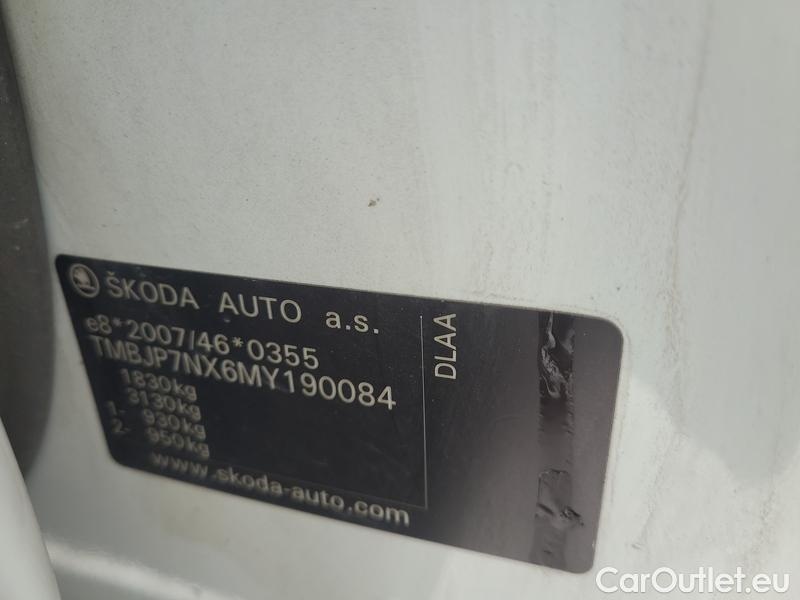 ŠKODA AUTO a.s.
e8*2007/46*0355
TMBJP7NX6MY190084
1830kg
3130kg
1- 930kg
2- 950kg
www.skoda-auto.com
DLAA
CarOutlet.eu